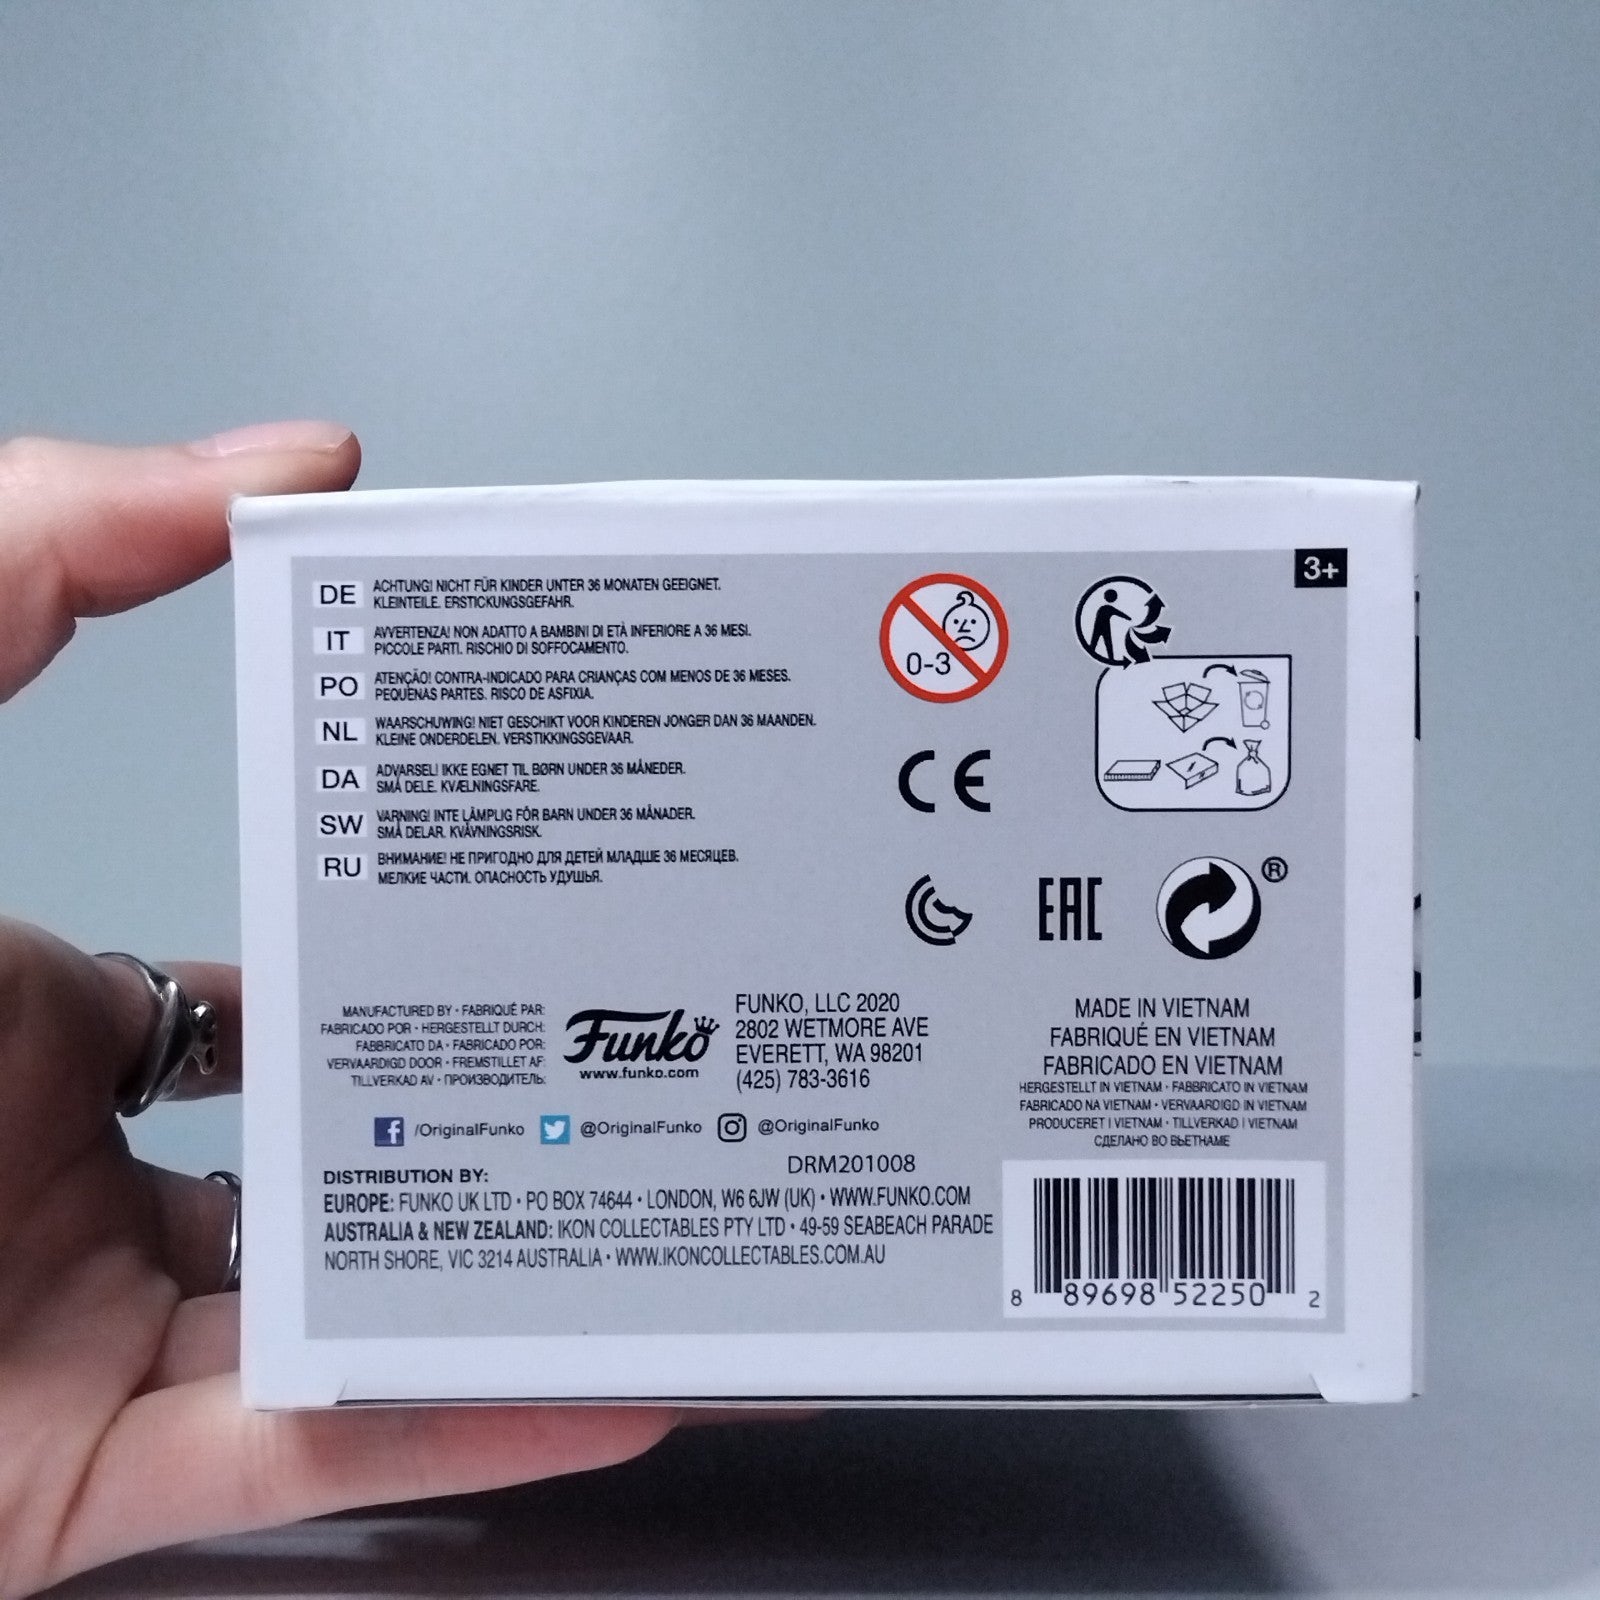 3+
DE
ACHTUNG! NICHT FÜR KINDER UNTER 36 MONATEN GEEIGNET.
KLEINTEILE. ERSTICKUNGSGEFAHR.
IT
AVVERTENZA! NON ADATTO A BAMBINI DI ETÀ INFERIORE A 36 MESI.
PICCOLE PARTI. RISCHIO DI SOFFOCAMENTO.
PO
ATENÇÃO! CONTRA-INDICADO PARA CRIANÇAS COM MENOS DE 36 MESES.
PEQUENAS PARTES. RISCO DE ASFIXIA.
NL
WAARSCHUWING! NIET GESCHIKT VOOR KINDEREN JONGER DAN 36 MAANDEN.
KLEINE ONDERDELEN. VERSTIKKINGSGEVAAR.
DA
ADVARSEL! IKKE EGNET TIL BØRN UNDER 36 MÅNEDER.
SMÅ DELE. KVÆLNINGSFARE.
SW
VARNING! INTE LÄMPLIG FÖR BARN UNDER 36 MÅNADER.
SMÅ DELAR. KVÄVNINGSRISK.
RU
ВНИМАНИЕ! НЕ ПРИГОДНО ДЛЯ ДЕТЕЙ МЛАДШЕ 36 МЕСЯЦЕВ.
МЕЛКИЕ ЧАСТИ. ОПАСНОСТЬ УДУШЬЯ.
0-3
CE
EAC
®
MANUFACTURED BY • FABRIQUÉ PAR:
FABRICADO POR • HERGESTELLT DURCH:
FABBRICATO DA • FABRICADO POR:
VERVAARDIGD DOOR • FREMSTILLET AF:
TILLVERKAD AV • ПРОИЗВОДИТЕЛЬ:
Funko
www.funko.com
FUNKO, LLC 2020
2802 WETMORE AVE
EVERETT, WA 98201
(425) 783-3616
MADE IN VIETNAM
FABRIQUÉ EN VIETNAM
FABRICADO EN VIETNAM
HERGESTELLT IN VIETNAM • FABBRICATO IN VIETNAM
FABRICADO NA VIETNAM • VERVAARDIGD IN VIETNAM
PRODUCERET I VIETNAM • TILLVERKAD I VIETNAM
СДЕЛАНО ВО ВЬЕТНАМЕ
/OriginalFunko @OriginalFunko @OriginalFunko
DRM201008
DISTRIBUTION BY:
EUROPE: FUNKO UK LTD • PO BOX 74644 • LONDON, W6 6JW (UK) • WWW.FUNKO.COM
AUSTRALIA & NEW ZEALAND: IKON COLLECTABLES PTY LTD • 49-59 SEABEACH PARADE
NORTH SHORE, VIC 3214 AUSTRALIA • WWW.IKONCOLLECTABLES.COM.AU
8 89698 52250 2